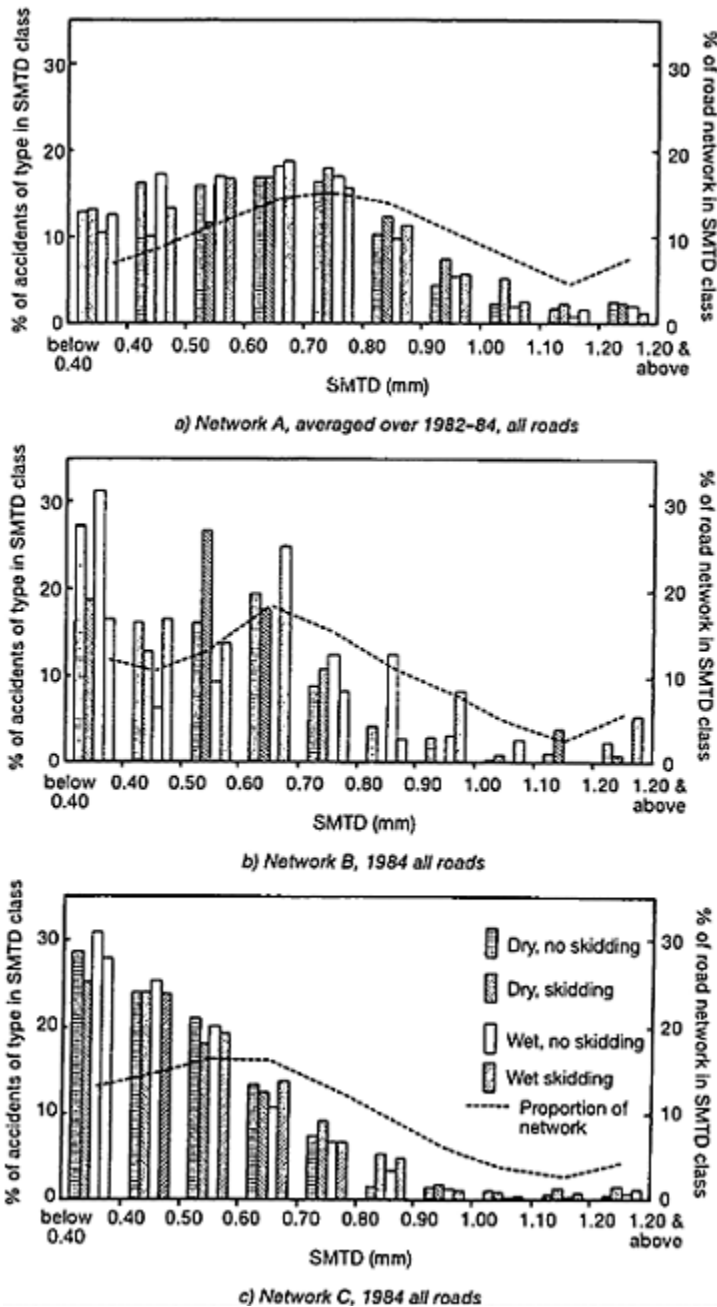 % of accidents of type in SMTD class
% of road network in SMTD class
30
20
10
0
30
20
10
0
below 0.40 0.50 0.60 0.70 0.80 0.90 1.00 1.10 1.20 &
0.40 above
SMTD (mm)
a) Network A, averaged over 1982–84, all roads
% of accidents of type in SMTD class
% of road network in SMTD class
30
20
10
0
30
20
10
0
below 0.40 0.50 0.60 0.70 0.80 0.90 1.00 1.10 1.20 &
0.40 above
SMTD (mm)
b) Network B, 1984 all roads
% of accidents of type in SMTD class
% of road network in SMTD class
30
20
10
0
30
20
10
0
Dry, no skidding
Dry, skidding
Wet, no skidding
Wet skidding
Proportion of
network
below 0.40 0.50 0.60 0.70 0.80 0.90 1.00 1.10 1.20 &
0.40 above
SMTD (mm)
c) Network C, 1984 all roads